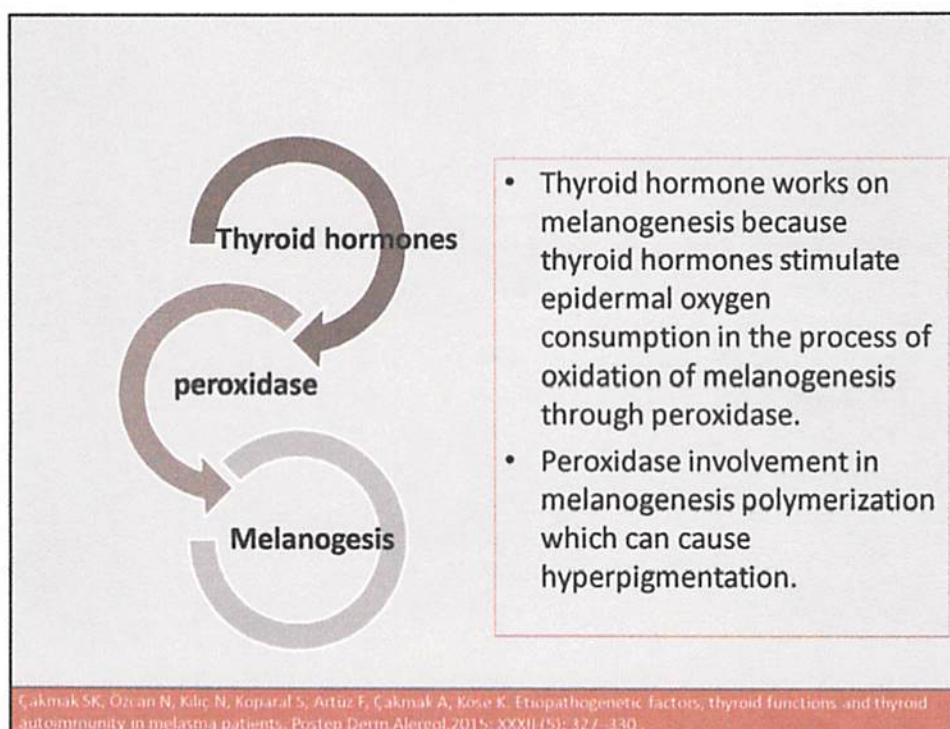 Thyroid hormones
peroxidase
Melanogesis
• Thyroid hormone works on
melanogenesis because
thyroid hormones stimulate
epidermal oxygen
consumption in the process of
oxidation of melanogenesis
through peroxidase.
• Peroxidase involvement in
melanogenesis polymerization
which can cause
hyperpigmentation.
Çakmak SK, Özcan N, Kılıç N, Koparal S, Artüz F, Çakmak A, Köse K. Etiopathogenetic factors, thyroid functions and thyroid
autoimmunity in melasma patients. Postep Derm Alergol 2015; XXXII (5): 327–330